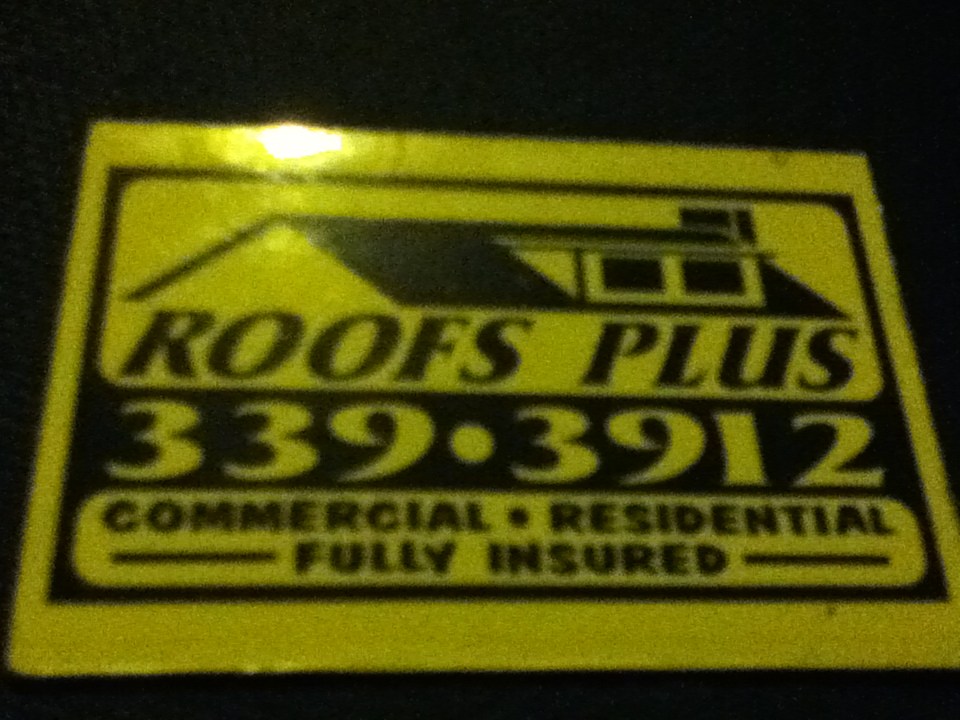 ROOFS PLUS
339•3912
COMMERCIAL • RESIDENTIAL
FULLY INSURED